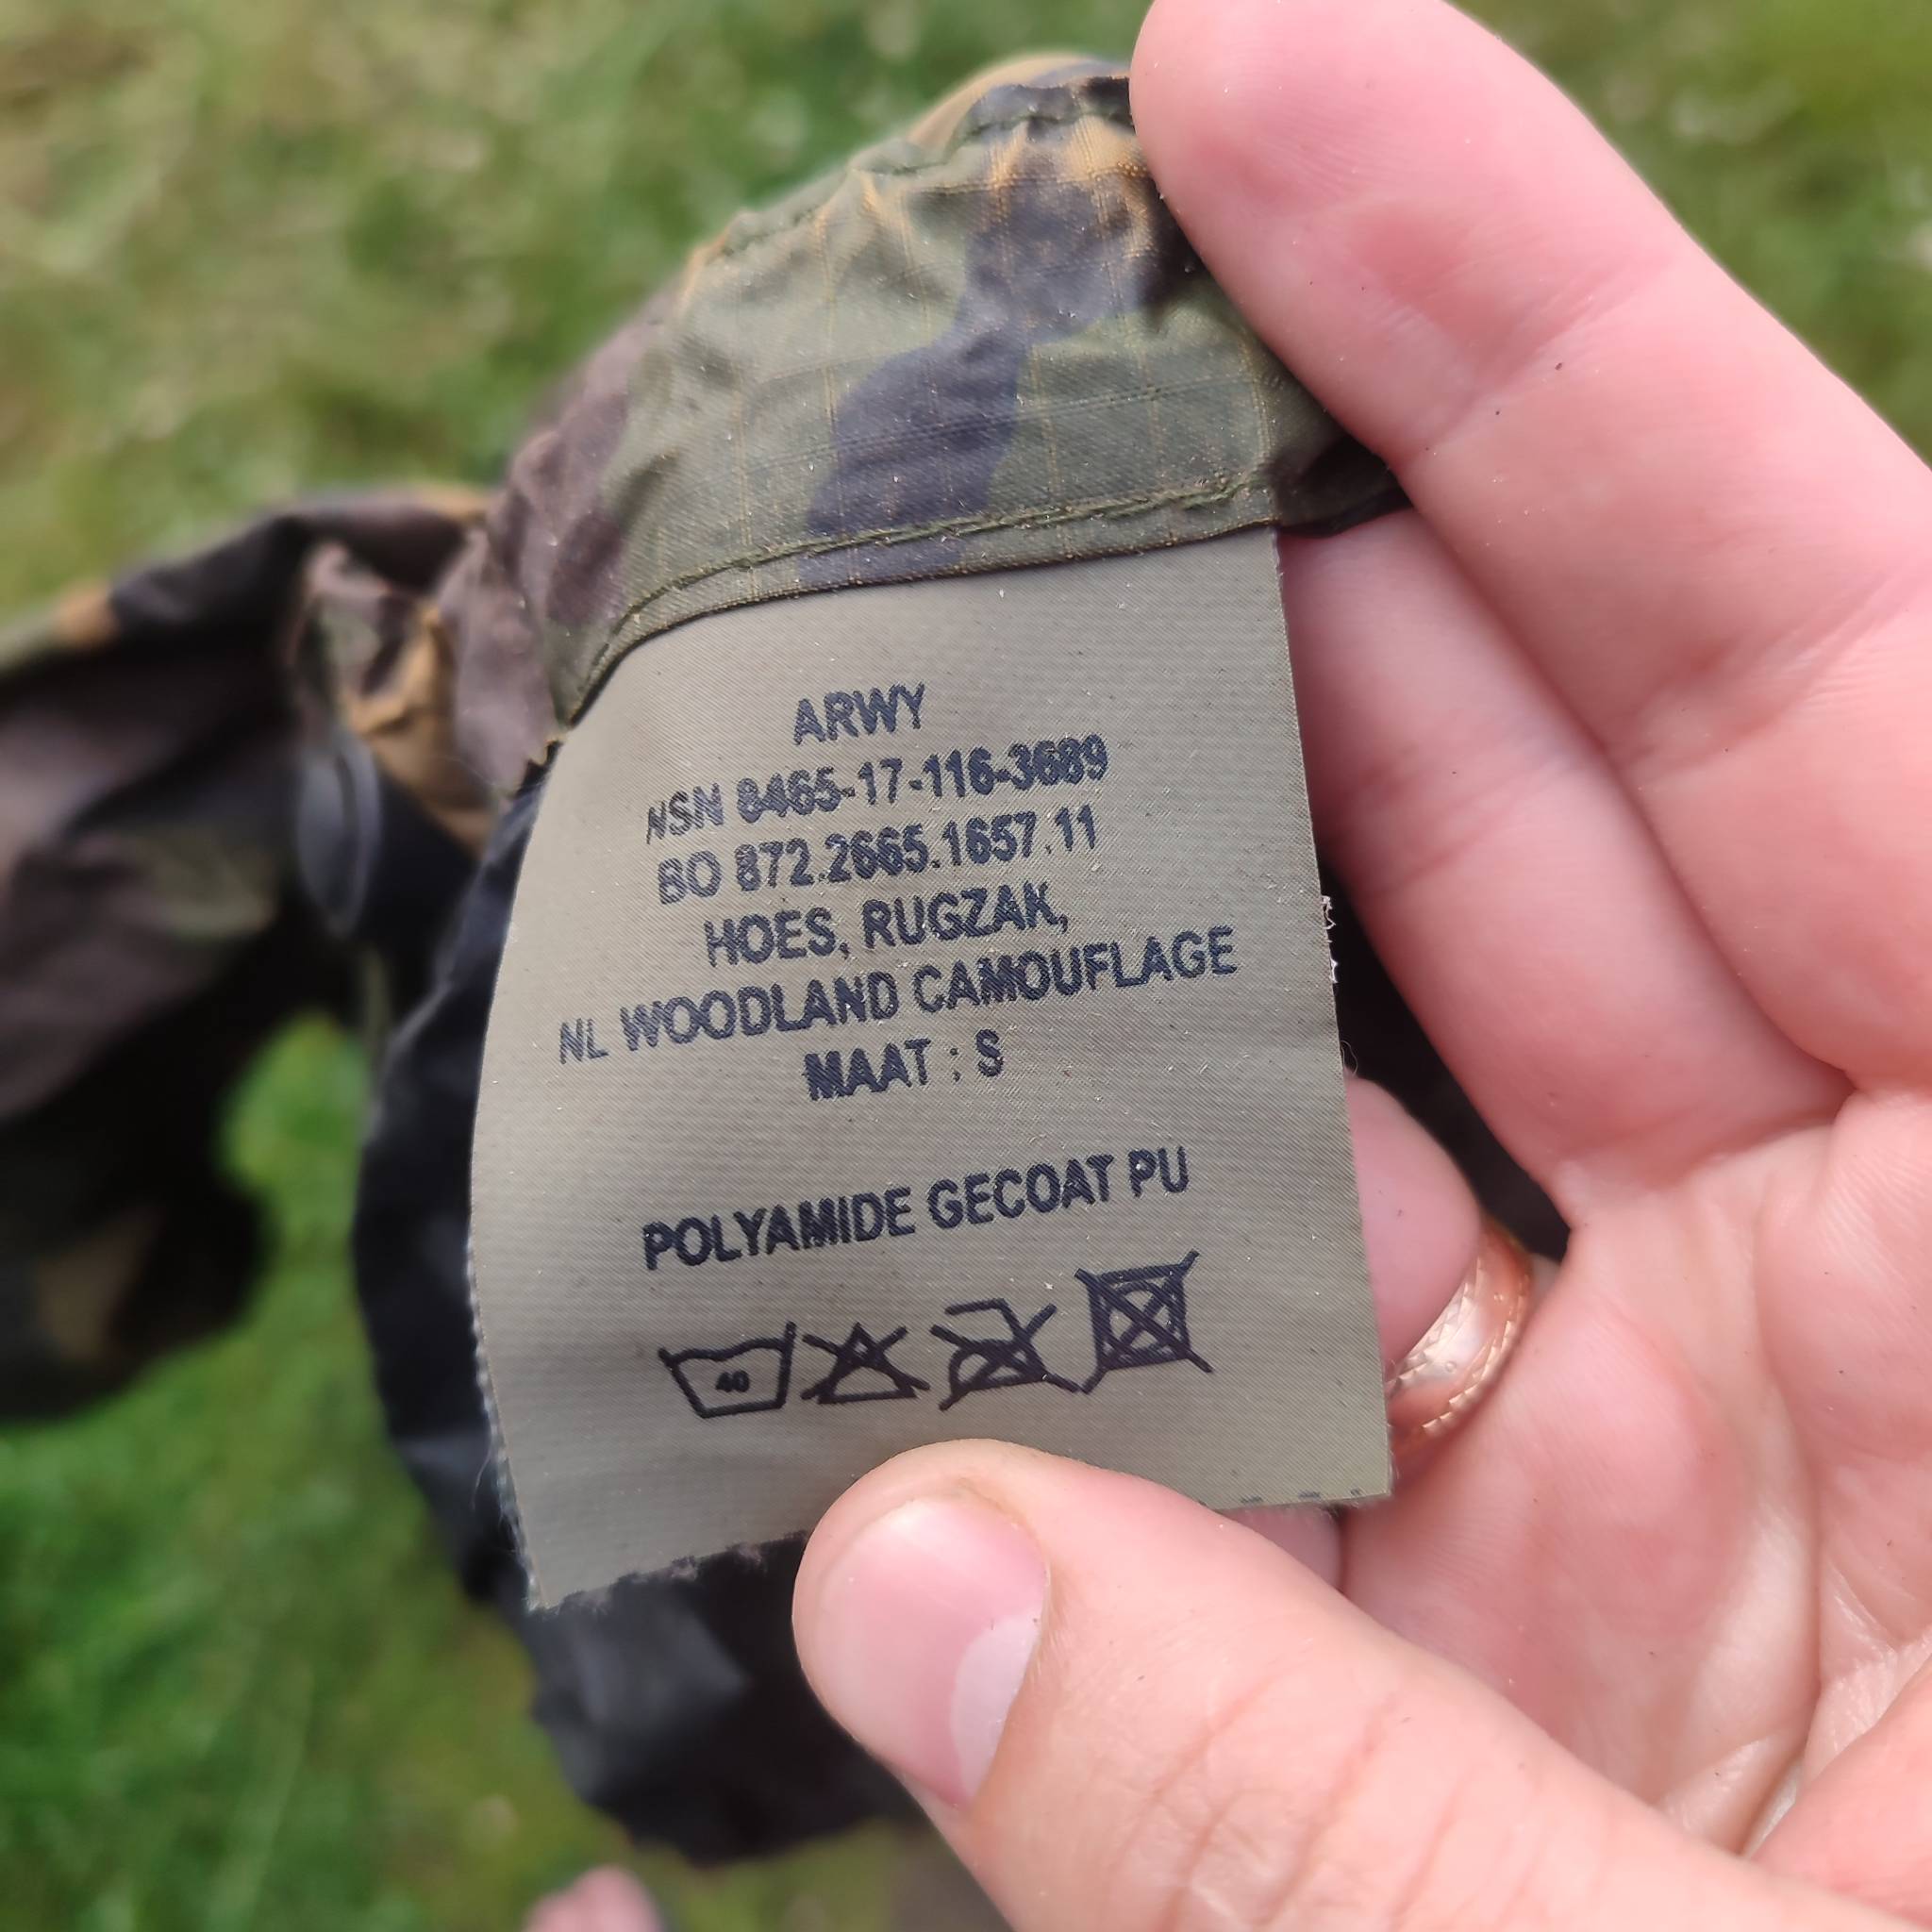 ARWY
NSN 8465-17-116-3689
BO 872.2665.1657.11
HOES, RUGZAK,
NL WOODLAND CAMOUFLAGE
MAAT : S
POLYAMIDE GECOAT PU
40